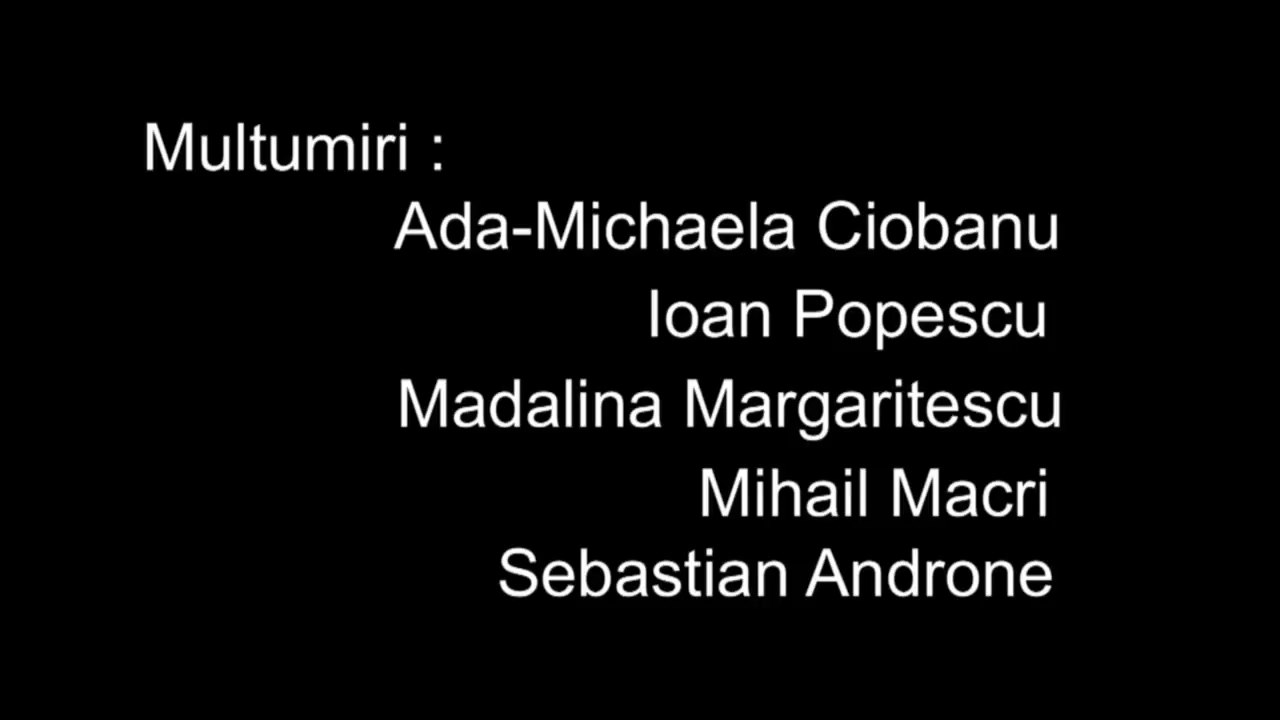 Multumiri :
Ada-Michaela Ciobanu
Ioan Popescu
Madalina Margaritescu
Mihail Macri
Sebastian Androne